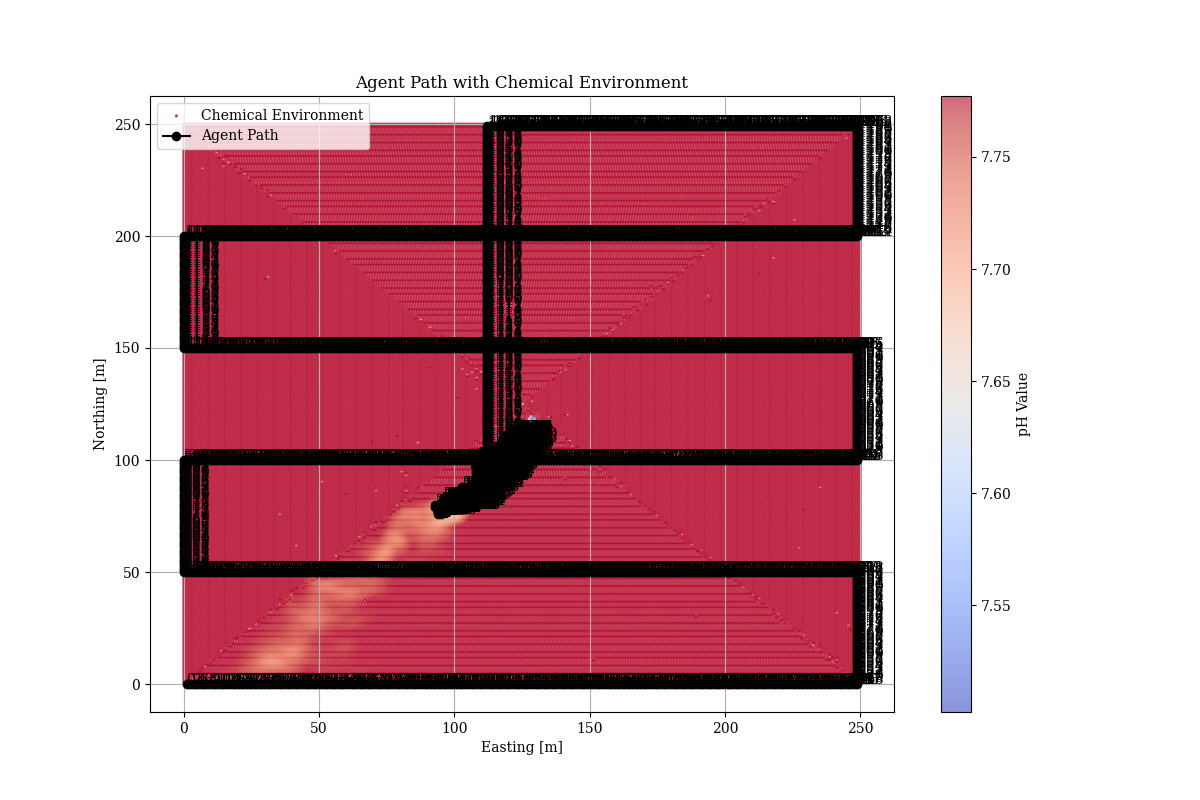 Agent Path with Chemical Environment
Chemical Environment
Agent Path
250
200
150
100
50
0
Northing [m]
0
50
100
150
200
250
Easting [m]
7.75
7.70
7.65
7.60
7.55
pH Value